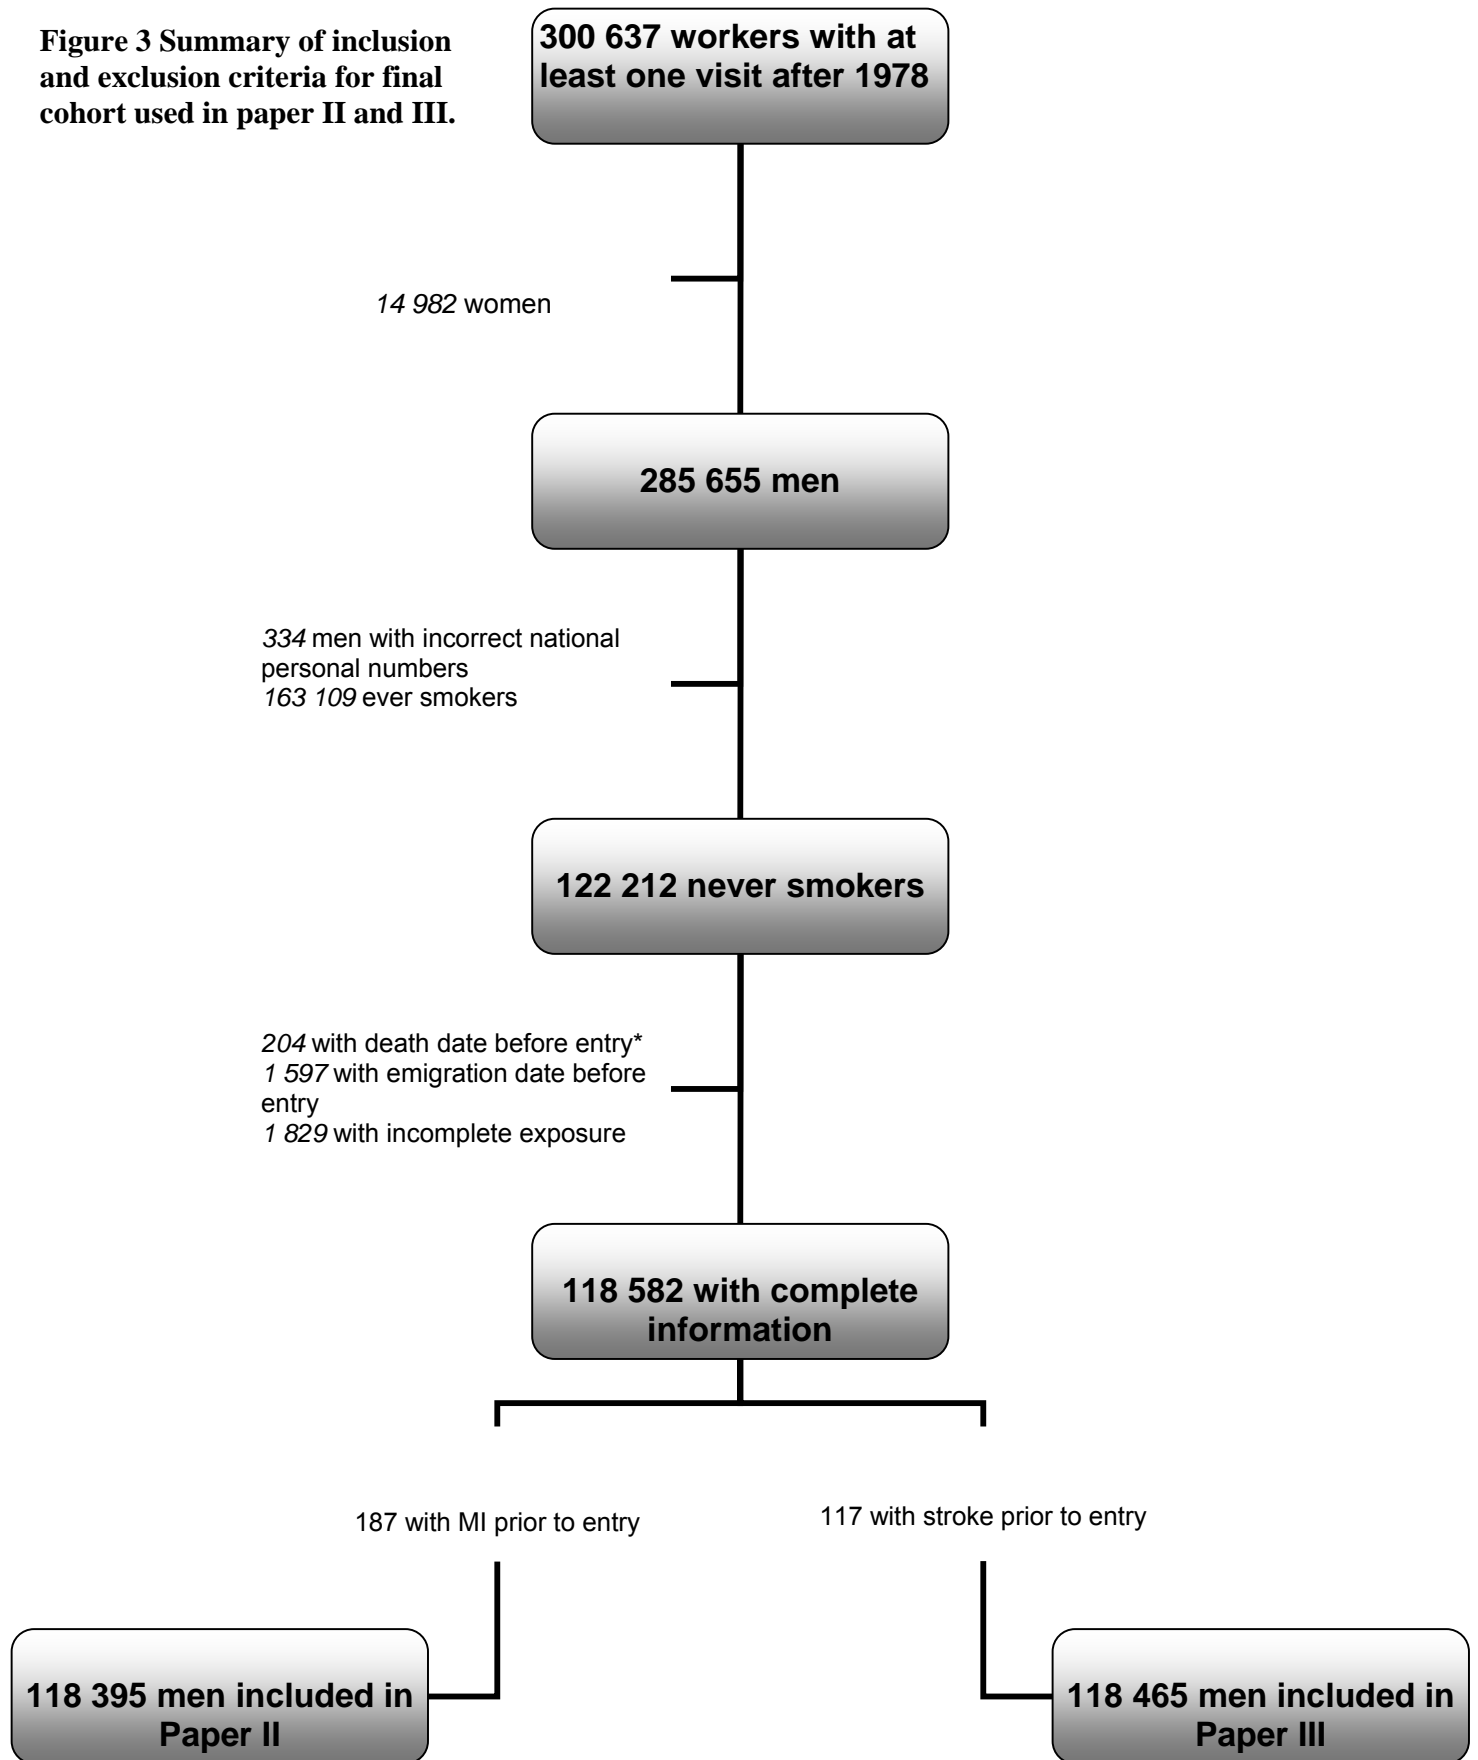 Figure 3 Summary of inclusion
and exclusion criteria for final
cohort used in paper II and III.
300 637 workers with at
least one visit after 1978
14 982 women
285 655 men
334 men with incorrect national
personal numbers
163 109 ever smokers
122 212 never smokers
204 with death date before entry*
1 597 with emigration date before
entry
1 829 with incomplete exposure
118 582 with complete
information
187 with MI prior to entry
117 with stroke prior to entry
118 395 men included in
Paper II
118 465 men included in
Paper III